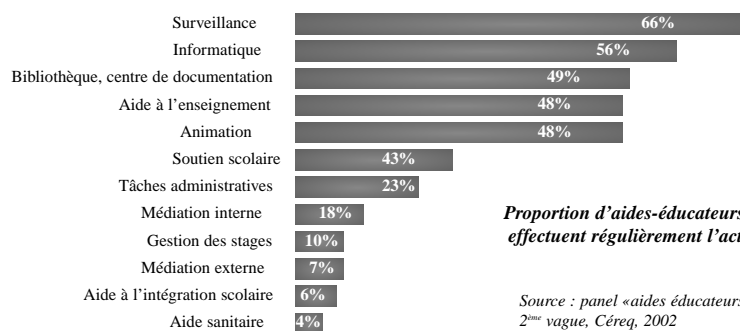 Surveillance 66%
Informatique 56%
Bibliothèque, centre de documentation 49%
Aide à l’enseignement 48%
Animation 48%
Soutien scolaire 43%
Tâches administratives 23%
Médiation interne 18%
Gestion des stages 10%
Médiation externe 7%
Aide à l’intégration scolaire 6%
Aide sanitaire 4%
Proportion d’aides-éducateurs
effectuent régulièrement l’act
Source : panel «aides éducateurs
2ème vague, Céreq, 2002